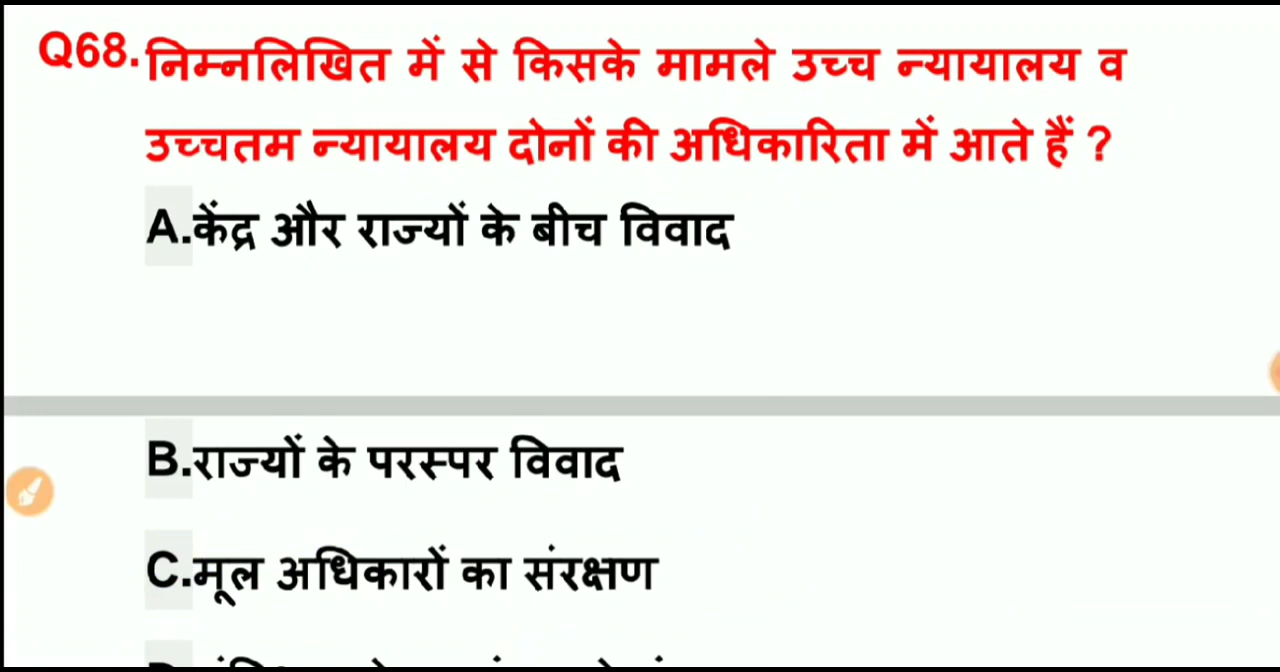 Q68. निम्नलिखित में से किसके मामले उच्च न्यायालय व
उच्चतम न्यायालय दोनों की अधिकारिता में आते हैं ?
A.केंद्र और राज्यों के बीच विवाद
B.राज्यों के परस्पर विवाद
C.मूल अधिकारों का संरक्षण